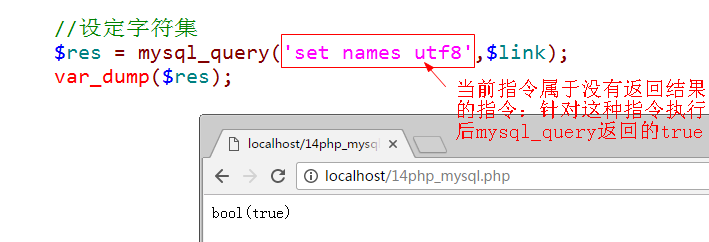 //设定字符集
$res = mysql_query('set names utf8',$link);
var_dump($res);
当前指令属于没有返回结果
的指令：针对这种指令执行
后mysql_query返回的true
localhost/14php_mysql
localhost/14php_mysql.php
bool(true)